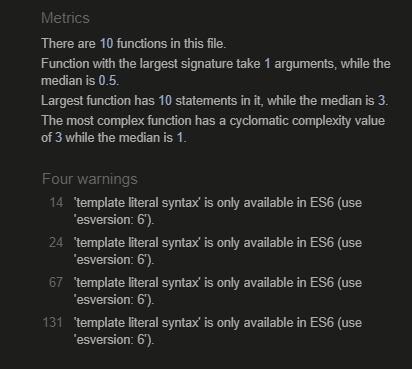 Metrics
There are 10 functions in this file.
Function with the largest signature take 1 arguments, while the
median is 0.5.
Largest function has 10 statements in it, while the median is 3.
The most complex function has a cyclomatic complexity value
of 3 while the median is 1.
Four warnings
14 'template literal syntax' is only available in ES6 (use
'esversion: 6').
24 'template literal syntax' is only available in ES6 (use
'esversion: 6').
67 'template literal syntax' is only available in ES6 (use
'esversion: 6').
131 'template literal syntax' is only available in ES6 (use
'esversion: 6').